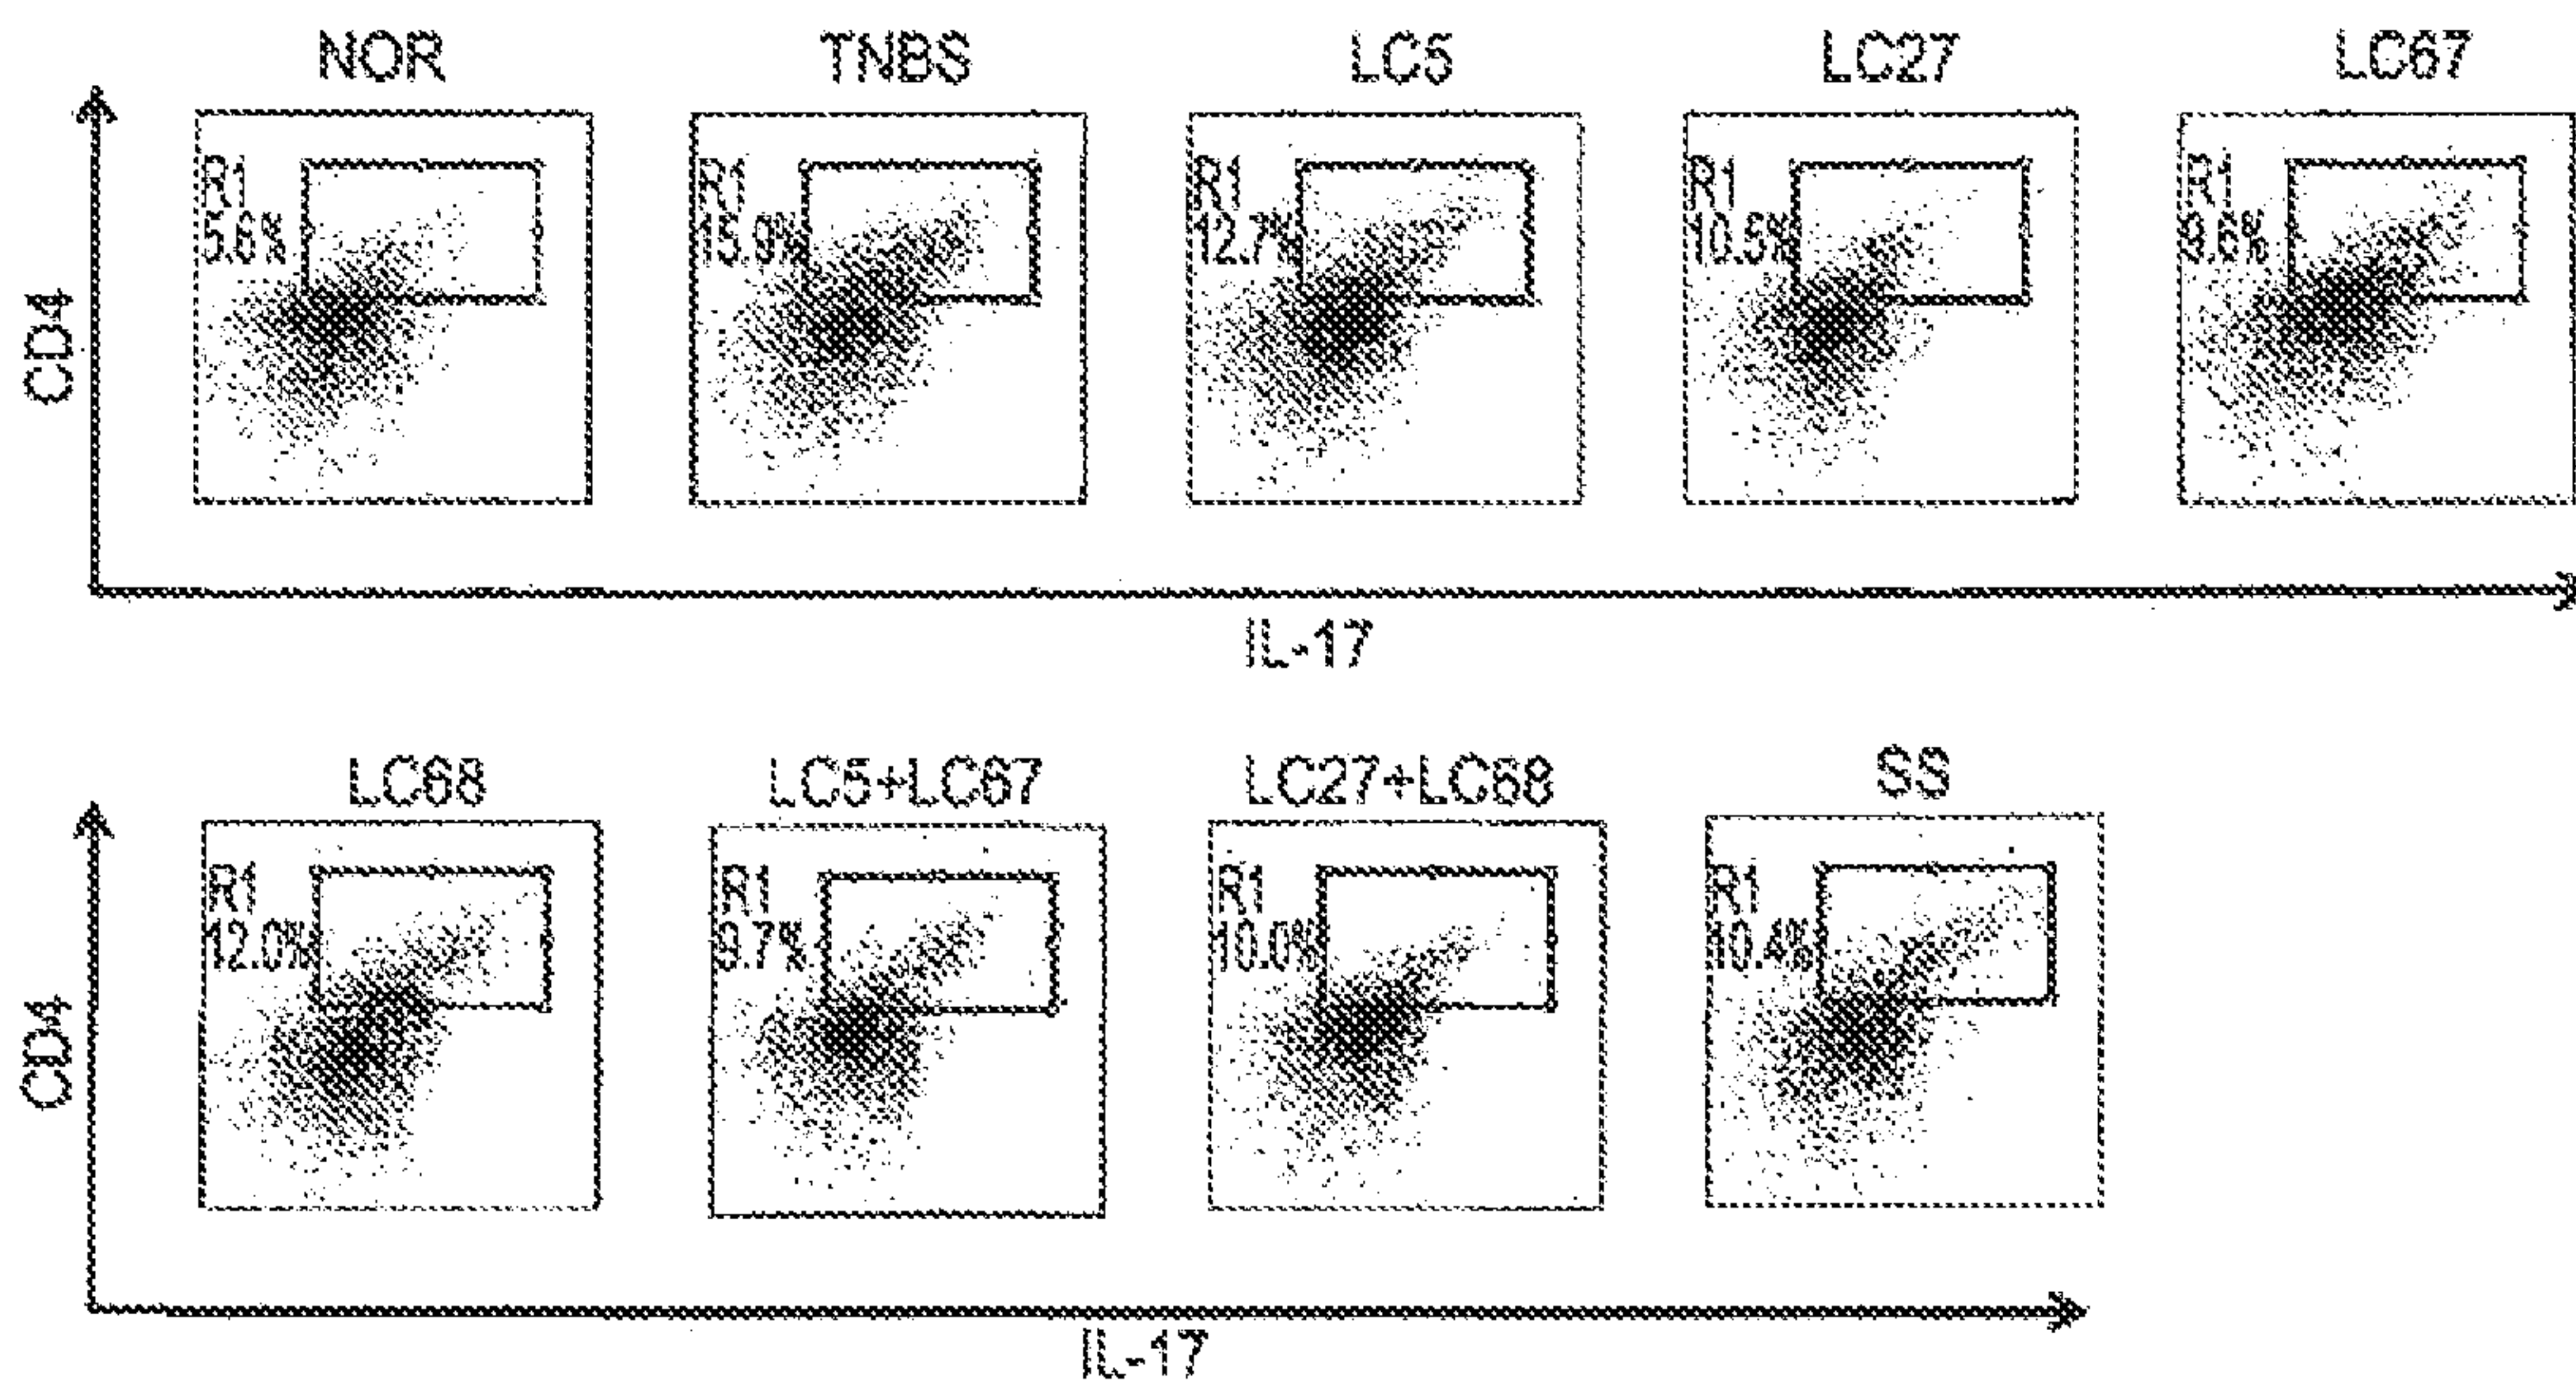 NOR TNBS LC5 LC27 LC67
R1 R1 R1 R1 R1
5.6% 15.0% 12.7% 10.5% 9.6%
CD4
IL-17
LC68 LC5+LC67 LC27+LC68 SS
R1 R1 R1 R1
12.0% 9.7% 10.0% 10.4%
CD4
IL-17